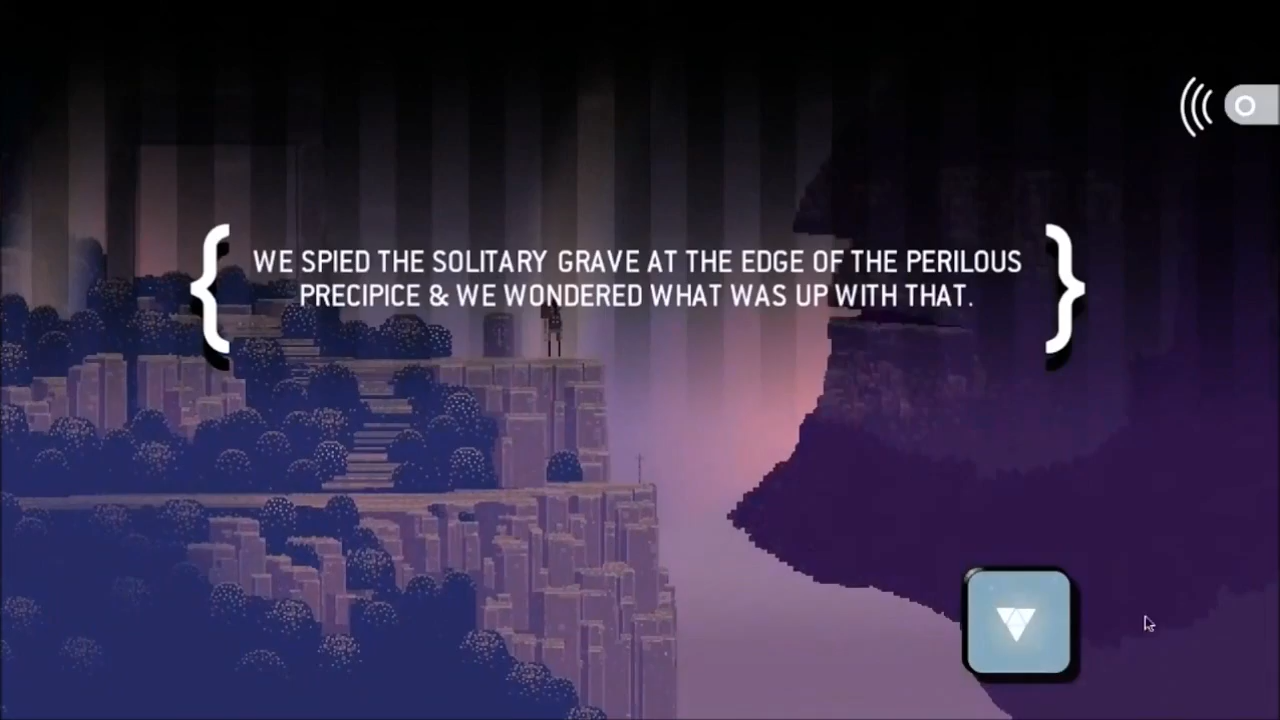 WE SPIED THE SOLITARY GRAVE AT THE EDGE OF THE PERILOUS
PRECIPICE & WE WONDERED WHAT WAS UP WITH THAT.